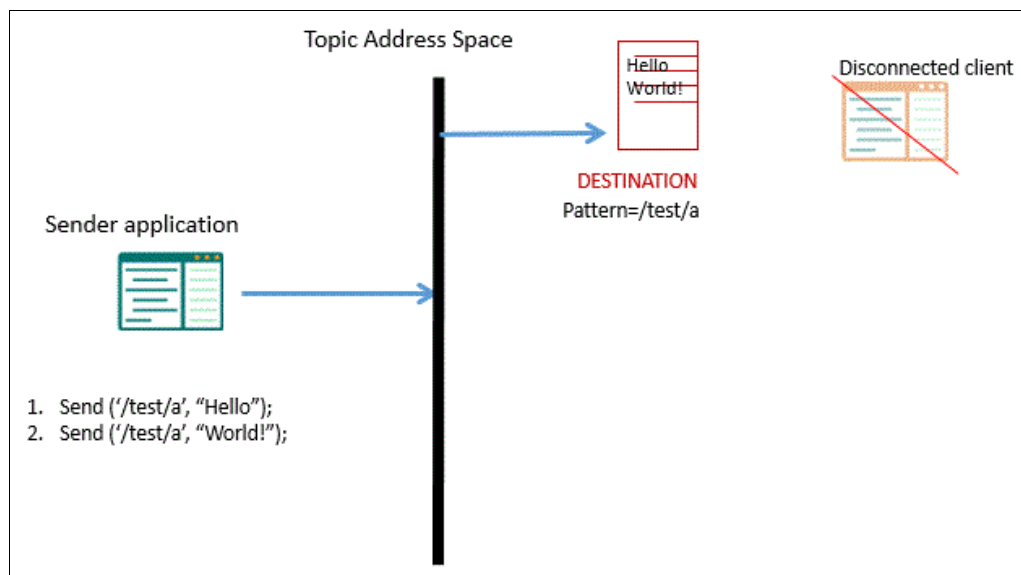 Topic Address Space
Hello
World!
Disconnected client
DESTINATION
Pattern=/test/a
Sender application
1. Send (‘/test/a’, “Hello”);
2. Send (‘/test/a’, “World!”);